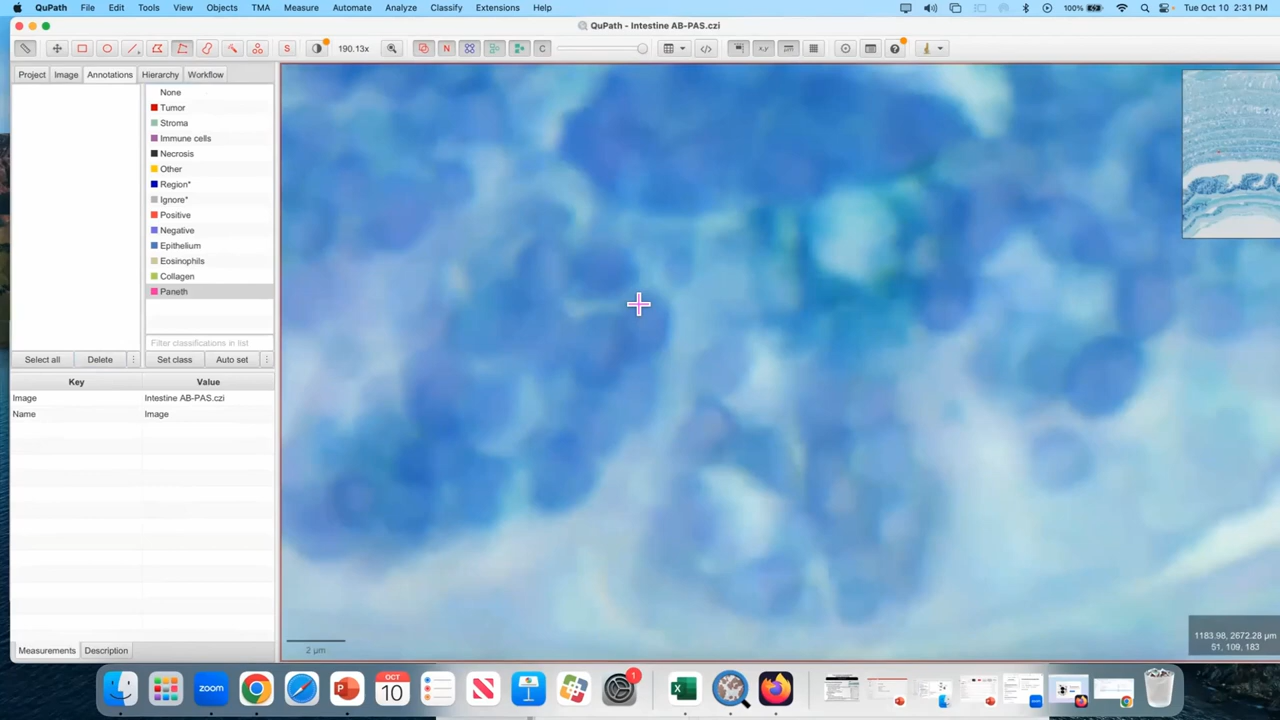 QuPath File Edit Tools View Objects TMA Measure Automate Analyze Classify Extensions Help 100% Tue Oct 10 2:31 PM
QuPath - Intestine AB-PAS.czi
S 190.13x N C x,y
Project Image Annotations Hierarchy Workflow
None
Tumor
Stroma
Immune cells
Necrosis
Other
Region*
Ignore*
Positive
Negative
Epithelium
Eosinophils
Collagen
Paneth
Filter classifications in list
Select all Delete Set class Auto set
Key Value
Image Intestine AB-PAS.czi
Name Image
2 µm
1183.98, 2672.28 µm
51, 109, 183
Measurements Description
zoom OCT 10 1